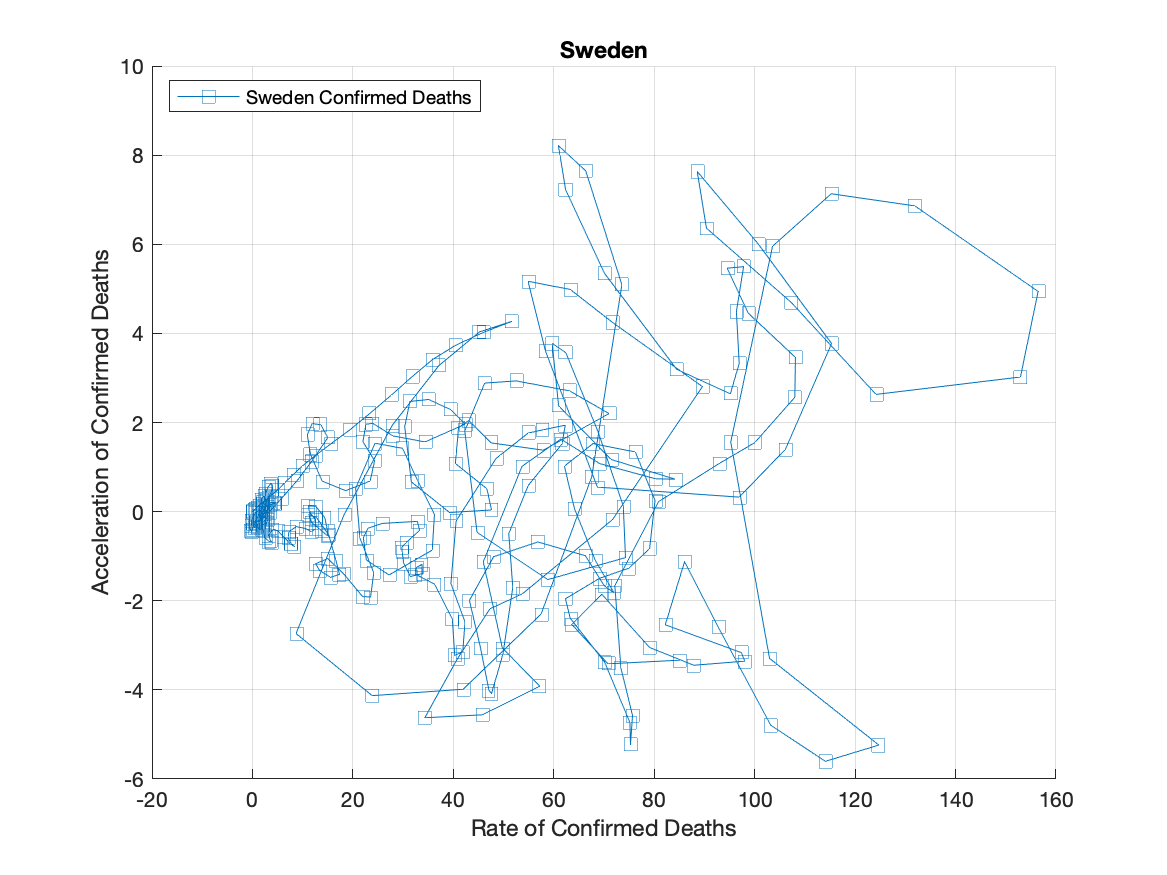 Sweden
10
Sweden Confirmed Deaths
8
6
4
2
0
-2
-4
-6
Acceleration of Confirmed Deaths
-20 0 20 40 60 80 100 120 140 160
Rate of Confirmed Deaths